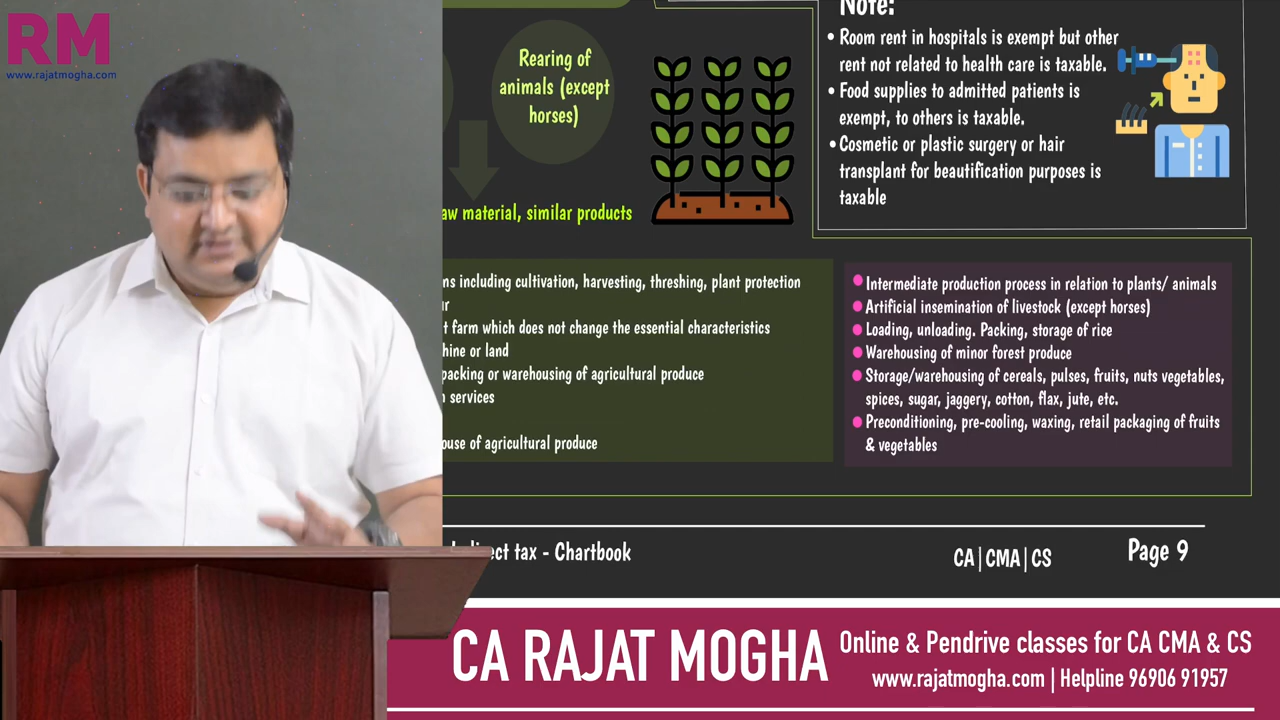 RM
www.rajatmogha.com
Rearing of
animals (except
horses)
aw material, similar products
Note:
• Room rent in hospitals is exempt but other
rent not related to health care is taxable.
• Food supplies to admitted patients is
exempt, to others is taxable.
• Cosmetic or plastic surgery or hair
transplant for beautification purposes is
taxable
ns including cultivation, harvesting, threshing, plant protection
t farm which does not change the essential characteristics
hine or land
packing or warehousing of agricultural produce
services
ouse of agricultural produce
Intermediate production process in relation to plants/ animals
Artificial insemination of livestock (except horses)
Loading, unloading. Packing, storage of rice
Warehousing of minor forest produce
Storage/warehousing of cereals, pulses, fruits, nuts vegetables,
spices, sugar, jaggery, cotton, flax, jute, etc.
Preconditioning, pre-cooling, waxing, retail packaging of fruits
& vegetables
direct tax - Chartbook
CA|CMA|CS
Page 9
CA RAJAT MOGHA
Online & Pendrive classes for CA CMA & CS
www.rajatmogha.com | Helpline 96906 91957